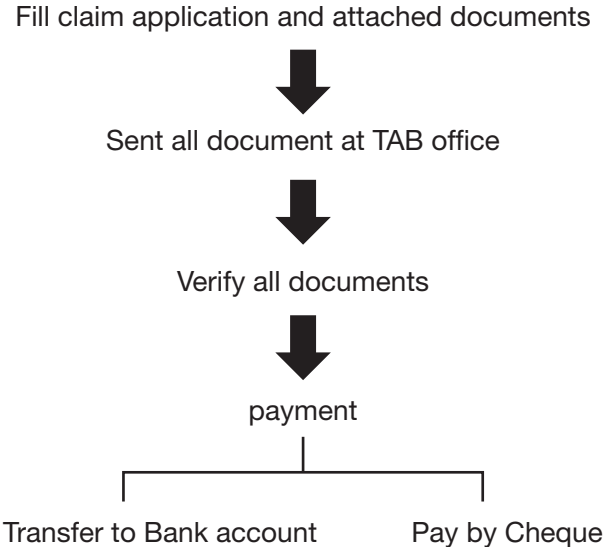 Fill claim application and attached documents
Sent all document at TAB office
Verify all documents
payment
Transfer to Bank account
Pay by Cheque